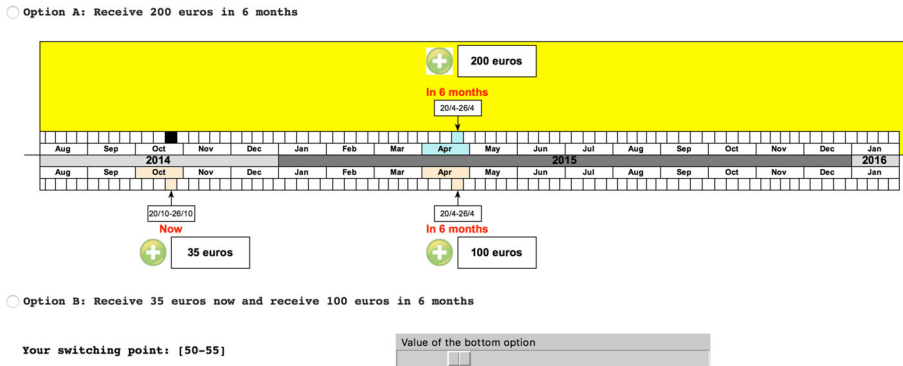 Option A: Receive 200 euros in 6 months
200 euros
In 6 months
20/4-26/4
Aug Sep Oct Nov Dec Jan Feb Mar Apr May Jun Jul Aug Sep Oct Nov Dec Jan
2014 2015 2016
Aug Sep Oct Nov Dec Jan Feb Mar Apr May Jun Jul Aug Sep Oct Nov Dec Jan
20/10-26/10 20/4-26/4
Now In 6 months
35 euros 100 euros
Option B: Receive 35 euros now and receive 100 euros in 6 months
Value of the bottom option
Your switching point: [50-55]